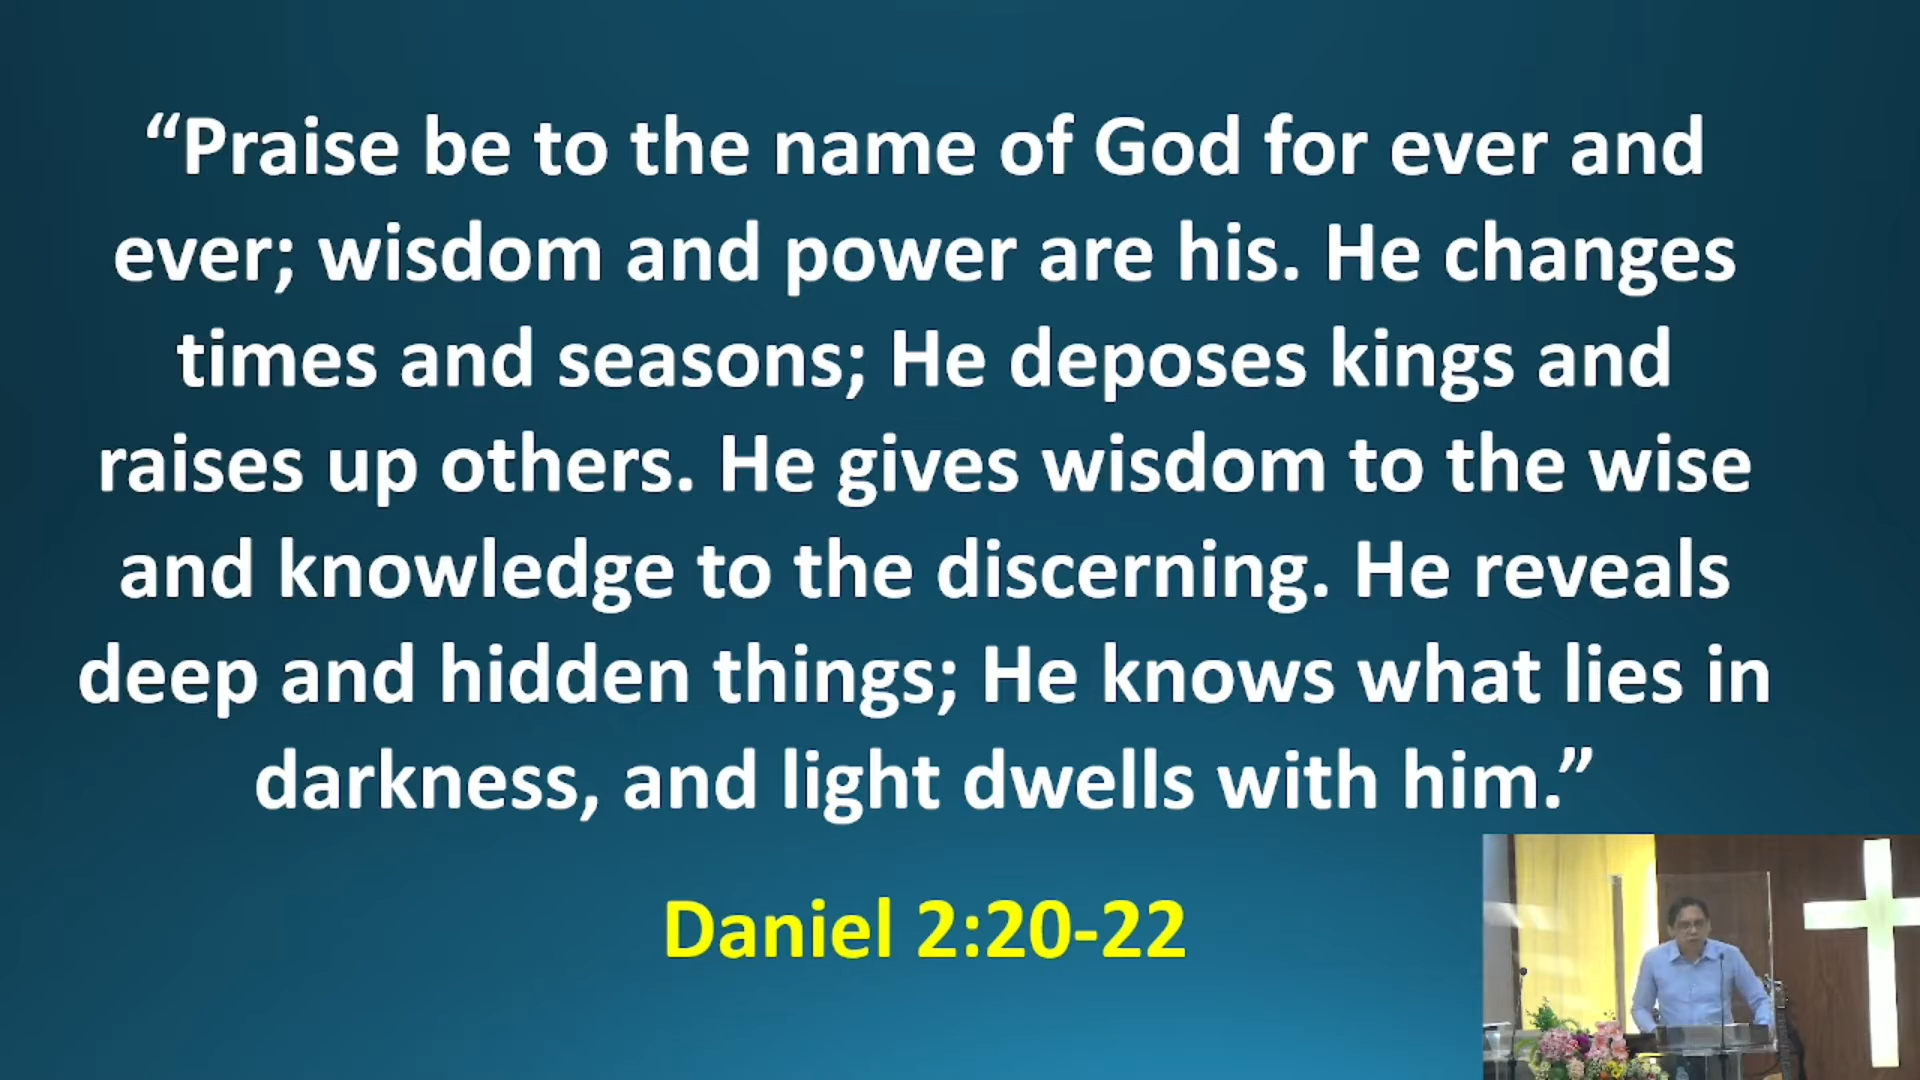 “Praise be to the name of God for ever and
ever; wisdom and power are his. He changes
times and seasons; He deposes kings and
raises up others. He gives wisdom to the wise
and knowledge to the discerning. He reveals
deep and hidden things; He knows what lies in
darkness, and light dwells with him.”
Daniel 2:20-22